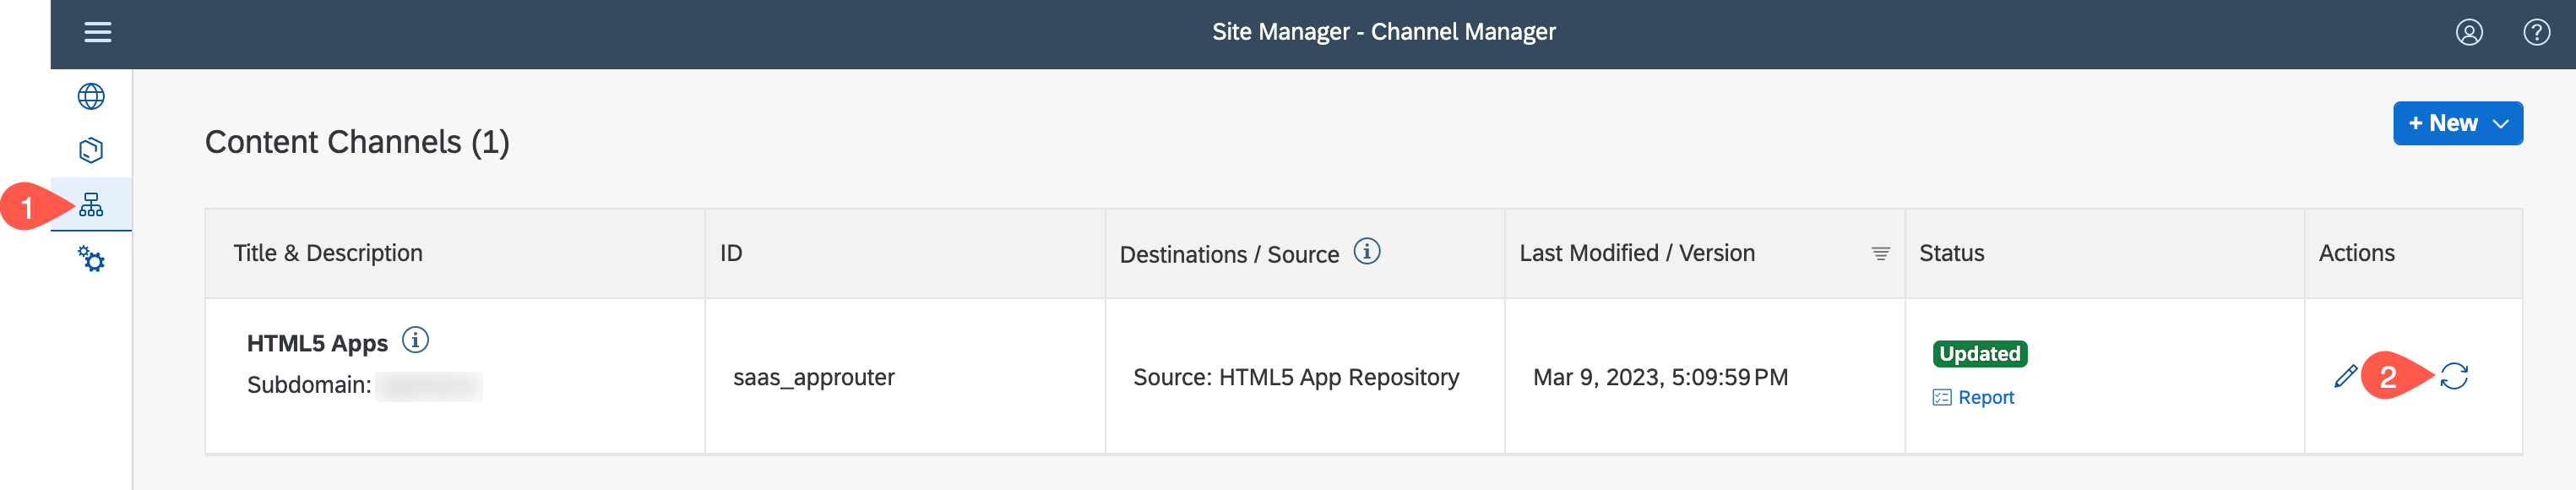 Site Manager - Channel Manager
+ New
Content Channels (1)
1
Title & Description
ID
Destinations / Source
Last Modified / Version
Status
Actions
HTML5 Apps
Subdomain:
saas_approuter
Source: HTML5 App Repository
Mar 9, 2023, 5:09:59 PM
Updated
Report
2